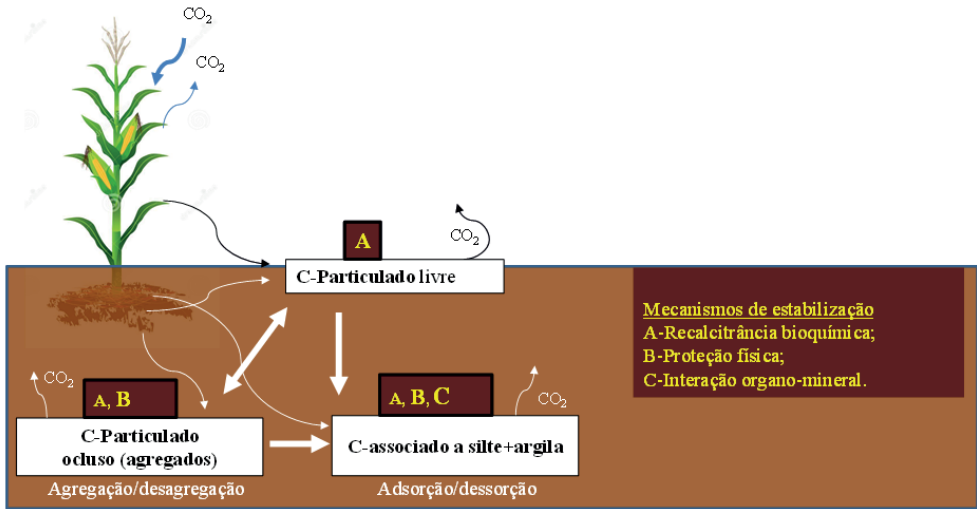 CO2
CO2
A
CO2
C-Particulado livre
Mecanismos de estabilização
A-Recalcitrância bioquímica;
B-Proteção física;
C-Interação organo-mineral.
CO2
A, B
C-Particulado
ocluso (agregados)
Agregação/desagregação
A, B, C
CO2
C-associado a silte+argila
Adsorção/dessorção